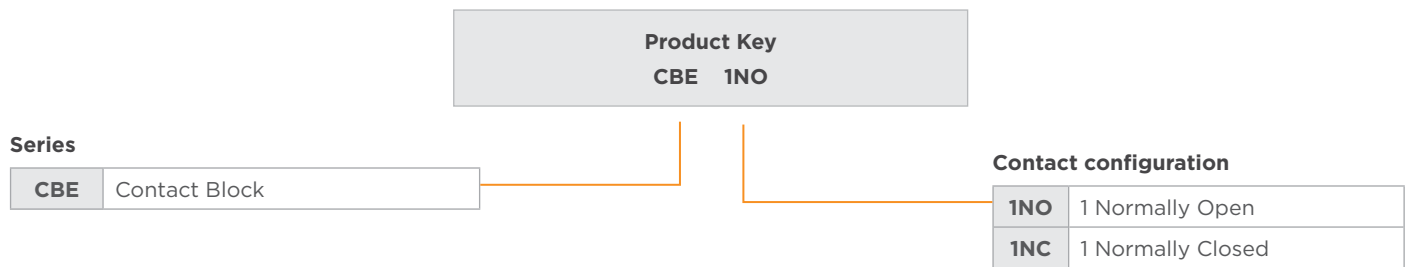 Product Key
CBE 1NO
Series
CBE Contact Block
Contact configuration
1NO 1 Normally Open
1NC 1 Normally Closed